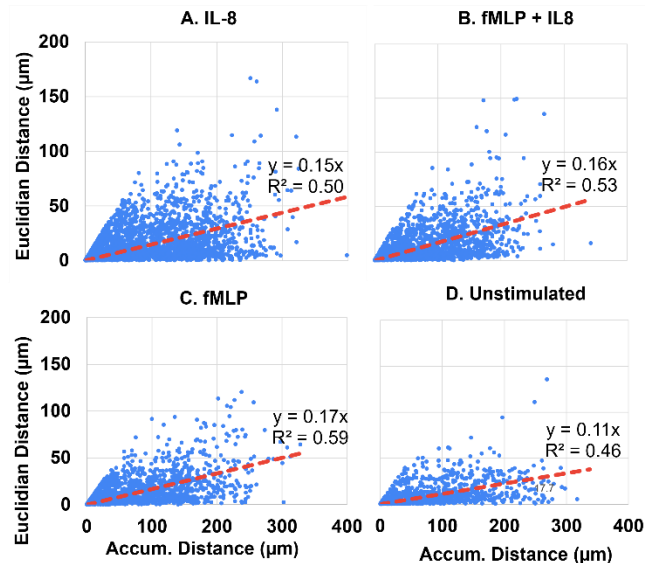 A. IL-8
B. fMLP + IL8
200
150
100
50
0
Euclidian Distance (µm)
y = 0.15x
R² = 0.50
y = 0.16x
R² = 0.53
C. fMLP
D. Unstimulated
200
150
100
50
0
Euclidian Distance (µm)
y = 0.17x
R² = 0.59
y = 0.11x
R² = 0.46
17.7
0 100 200 300 400
0 100 200 300 400
Accum. Distance (µm)
Accum. Distance (µm)